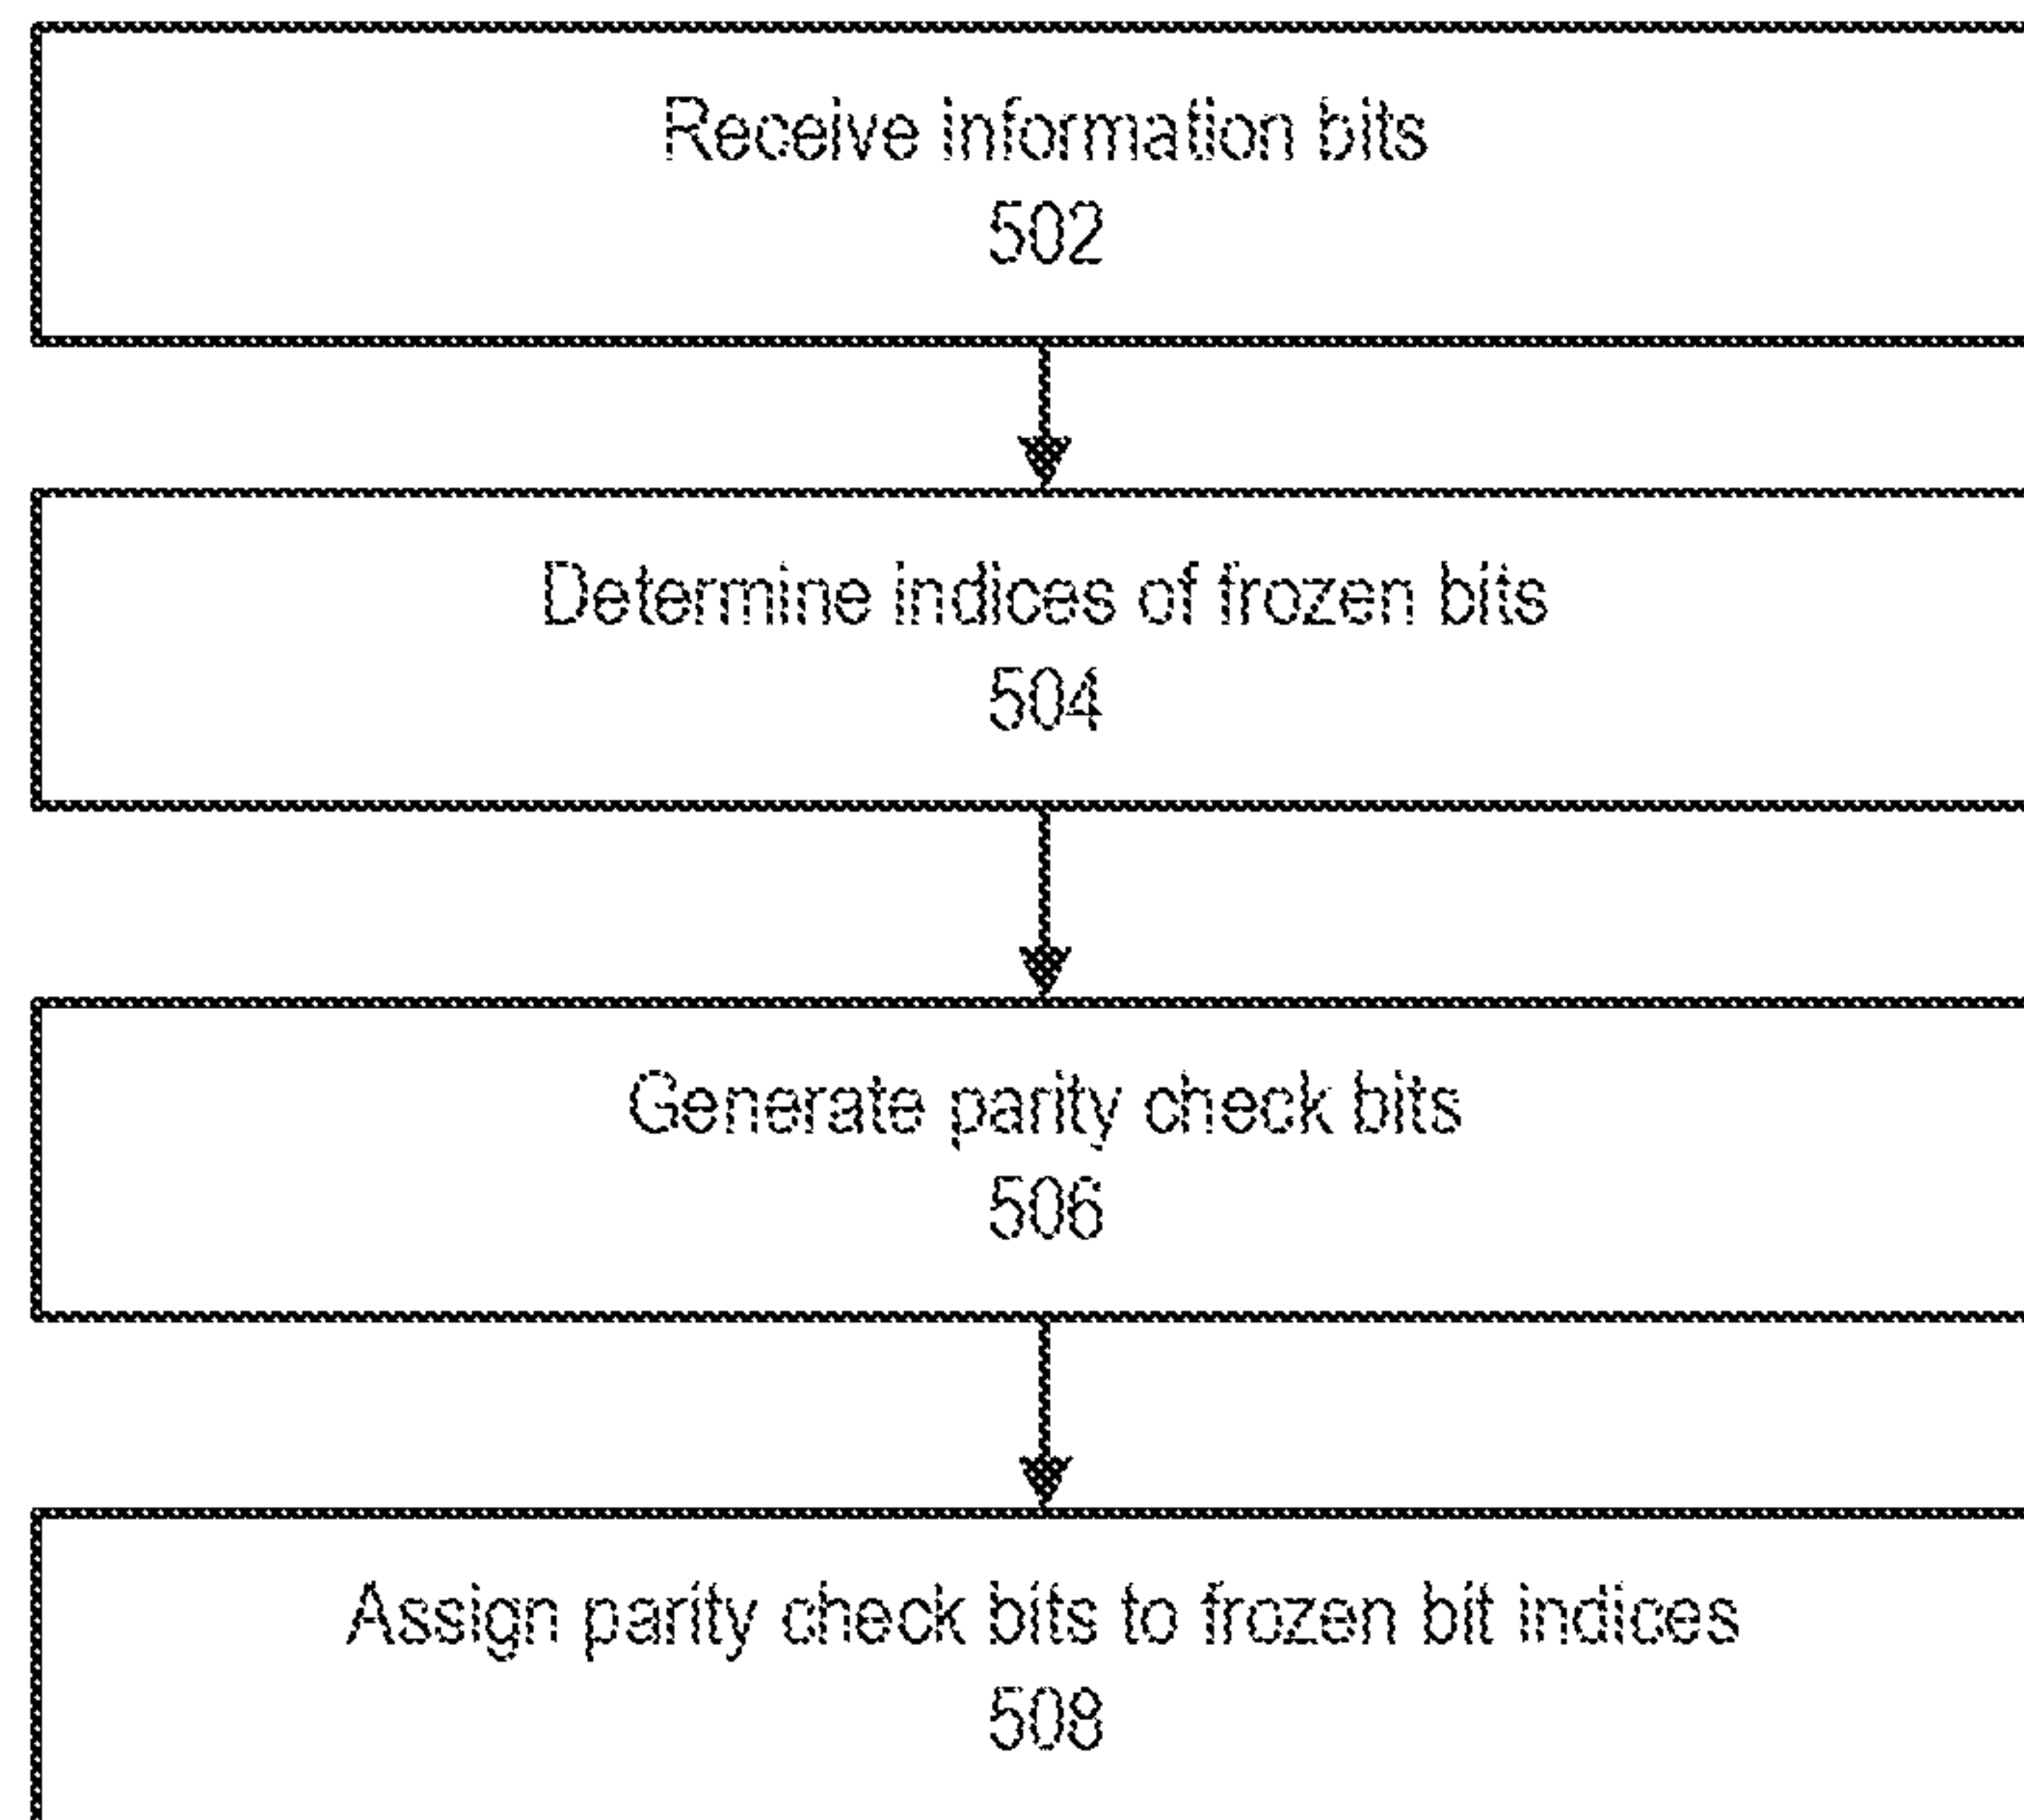 Receive information bits
502
Determine indices of frozen bits
504
Generate parity check bits
506
Assign parity check bits to frozen bit indices
508